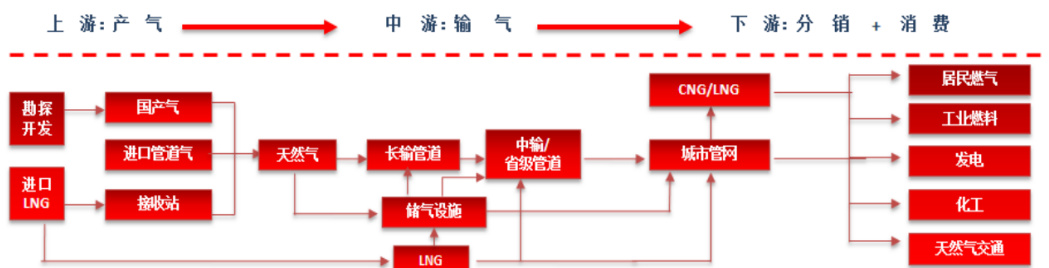 上 游:产 气
中 游:输 气
下 游:分 销 + 消 费
勘探
开发
国产气
进口管道气
进口
LNG
接收站
天然气
长输管道
中输/
省级管道
储气设施
LNG
CNG/LNG
城市管网
居民燃气
工业燃料
发电
化工
天然气交通